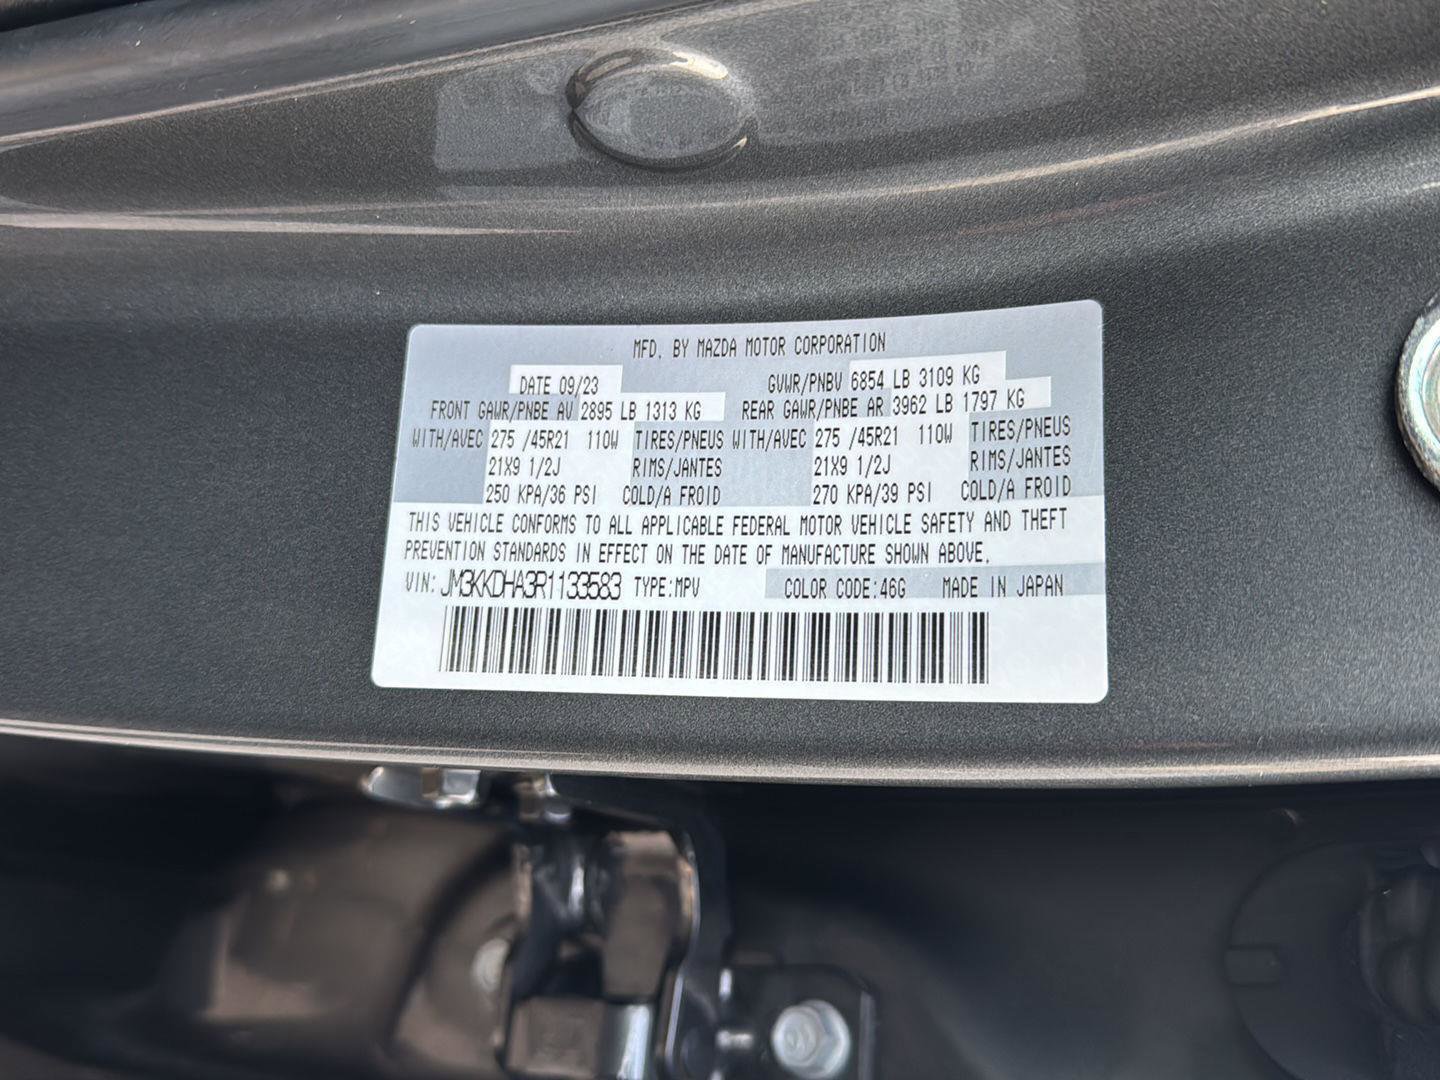 MFD. BY MAZDA MOTOR CORPORATION
DATE 09/23 GVWR/PNBV 6854 LB 3109 KG
FRONT GAWR/PNBE AV 2895 LB 1313 KG REAR GAWR/PNBE AR 3962 LB 1797 KG
WITH/AVEC 275 /45R21 110W TIRES/PNEUS WITH/AVEC 275 /45R21 110W TIRES/PNEUS
21X9 1/2J RIMS/JANTES 21X9 1/2J RIMS/JANTES
250 KPA/36 PSI COLD/A FROID 270 KPA/39 PSI COLD/A FROID
THIS VEHICLE CONFORMS TO ALL APPLICABLE FEDERAL MOTOR VEHICLE SAFETY AND THEFT
PREVENTION STANDARDS IN EFFECT ON THE DATE OF MANUFACTURE SHOWN ABOVE.
VIN: JM3KKDHA3R1133583 TYPE:MPV COLOR CODE:46G MADE IN JAPAN